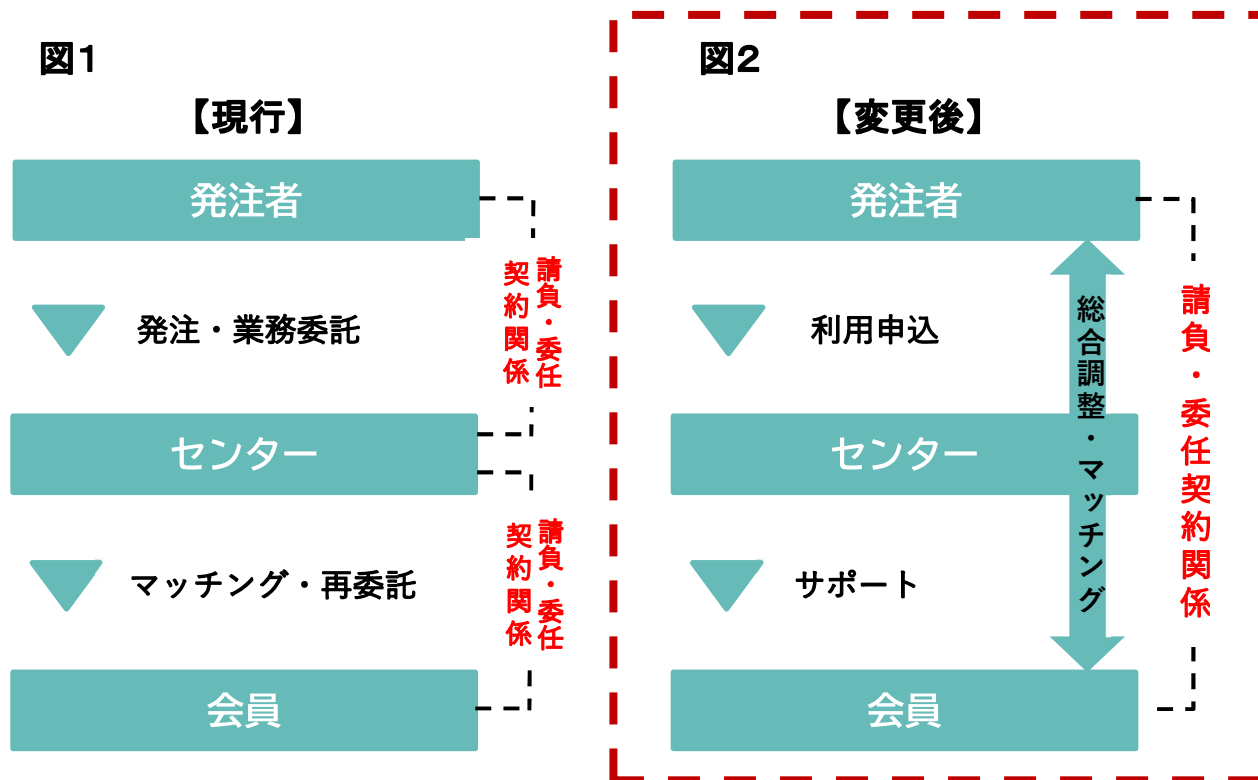 図1
【現行】
発注者
発注・業務委託
請負・委任
契約関係
センター
マッチング・再委託
請負・委任
契約関係
会員
図2
【変更後】
発注者
利用申込
総合調整・マッチング
請負・委任契約関係
センター
サポート
会員